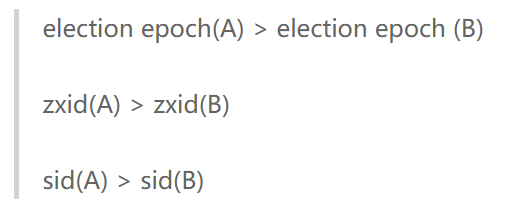 election epoch(A) > election epoch (B)
zxid(A) > zxid(B)
sid(A) > sid(B)